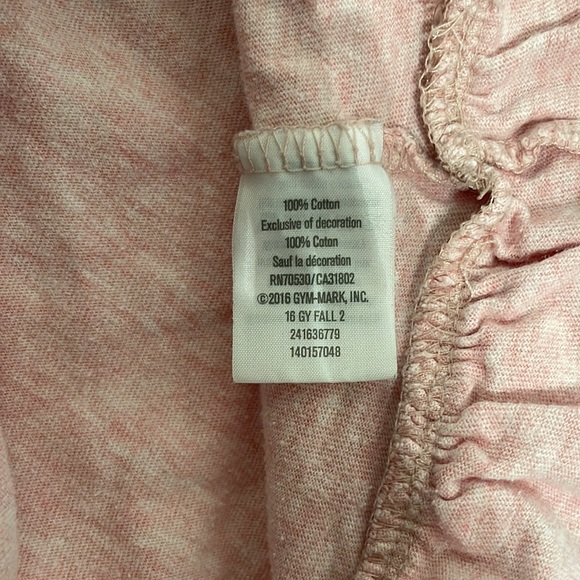 100% Cotton
Exclusive of decoration
100% Coton
Sauf la décoration
RN70530/CA31802
©2016 GYM-MARK, INC.
16 GY FALL 2
241636779
140157048